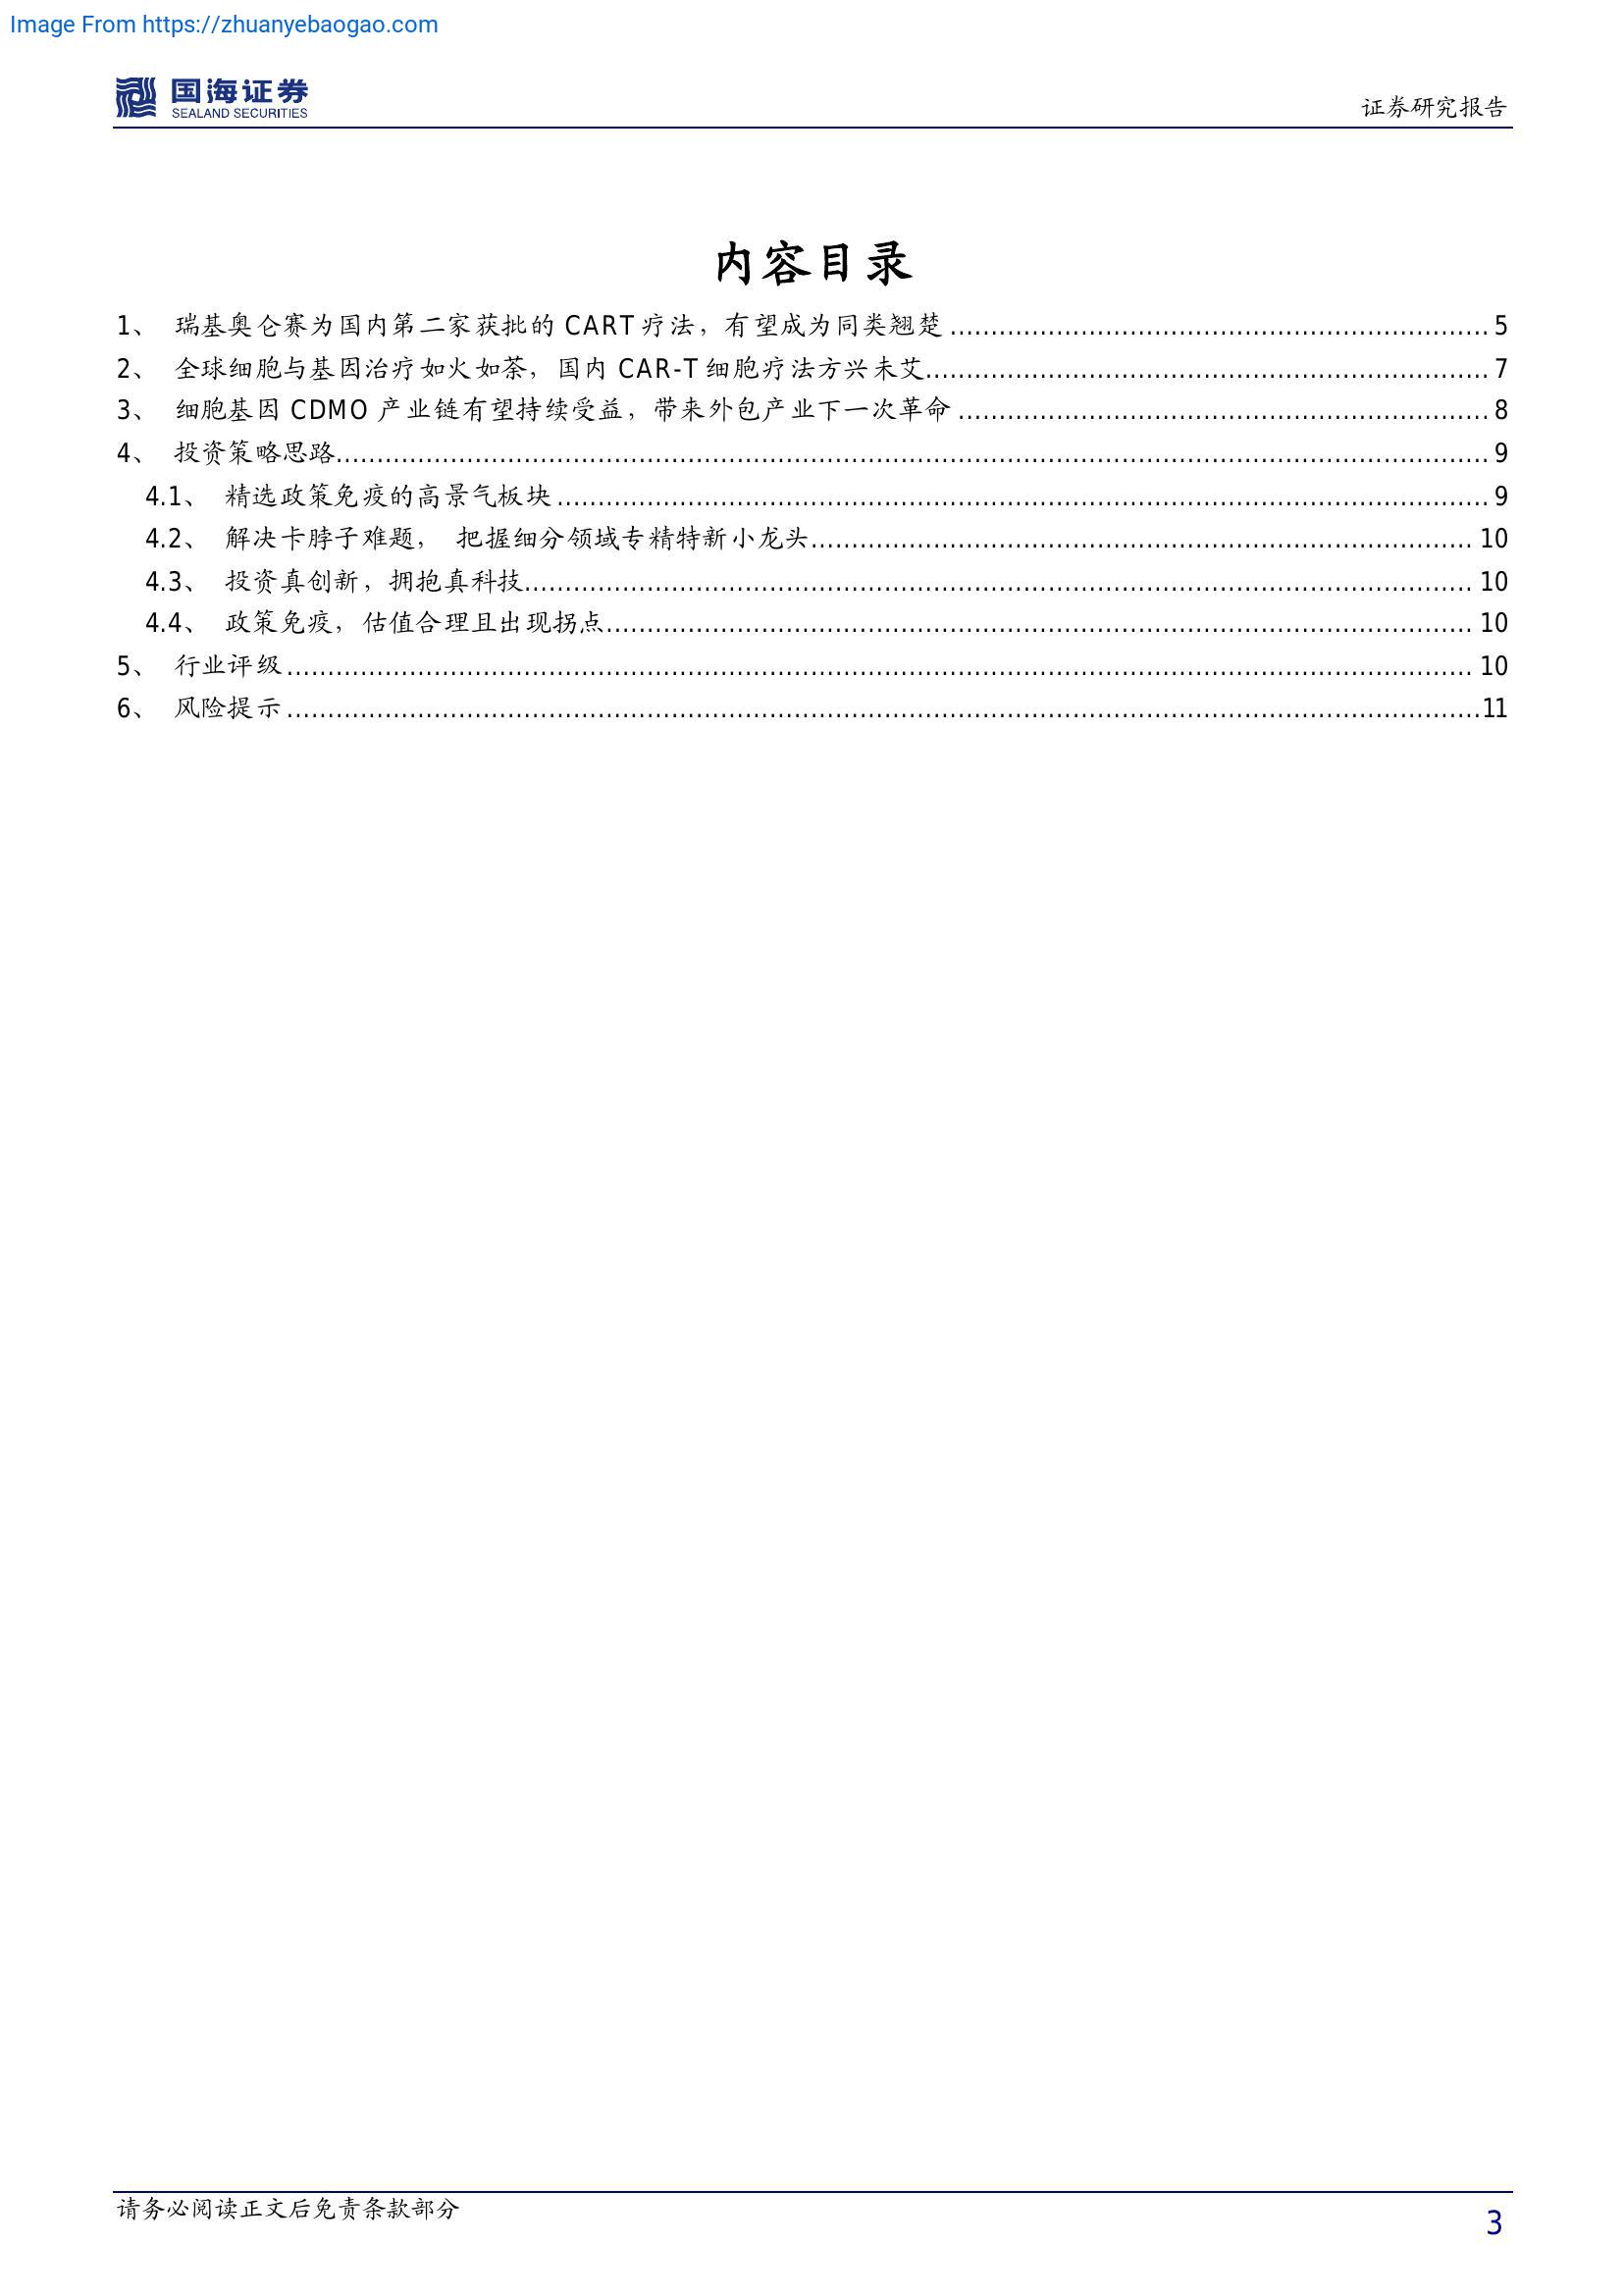 Image From https://zhuanyebaogao.com
国海证券
SEALAND SECURITIES
证券研究报告
内容目录
1、 瑞基奥仑赛为国内第二家获批的 CART 疗法，有望成为同类翘楚 ................................................................ 5
2、 全球细胞与基因治疗如火如荼，国内 CAR-T 细胞疗法方兴未艾.................................................................... 7
3、 细胞基因 CDMO 产业链有望持续受益，带来外包产业下一次革命 ................................................................ 8
4、 投资策略思路............................................................................................................................................ 9
4.1、 精选政策免疫的高景气板块 ................................................................................................................. 9
4.2、 解决卡脖子难题， 把握细分领域专精特新小龙头................................................................................ 10
4.3、 投资真创新，拥抱真科技................................................................................................................... 10
4.4、 政策免疫，估值合理且出现拐点......................................................................................................... 10
5、 行业评级 ................................................................................................................................................ 10
6、 风险提示 .................................................................................................................................................11
请务必阅读正文后免责条款部分
3